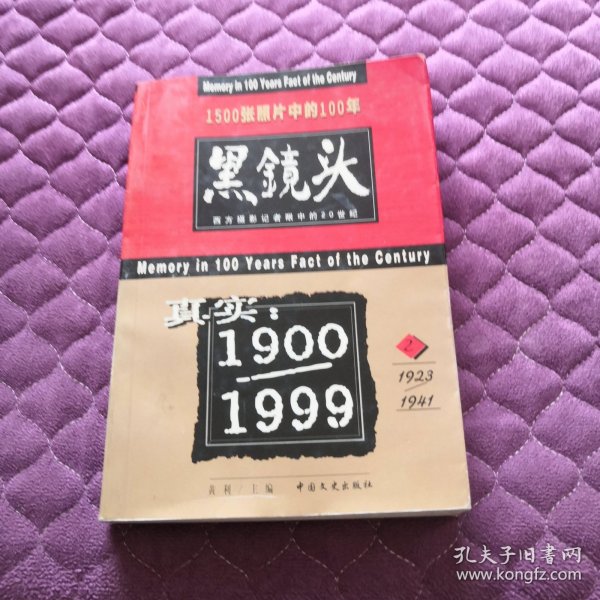 Memory in 100 Years Fact of the Century
1500张照片中的100年
黑鏡头
西方摄影记者眼中的20世纪
Memory in 100 Years Fact of the Century
真实:
1900
1999
2
1923
1941
黄利/主编 中国文史出版社
孔夫子旧书网
www.kongfz.com